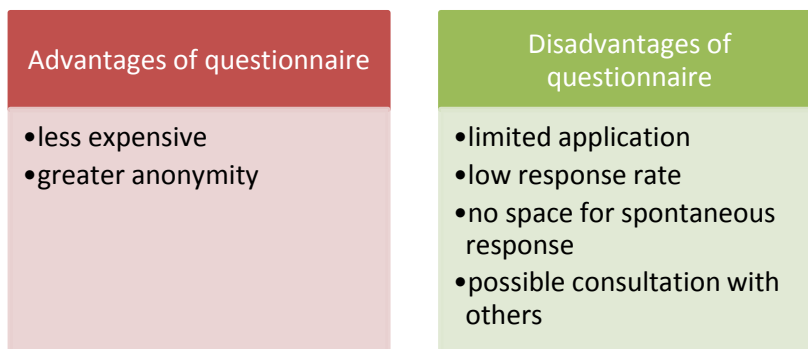 Advantages of questionnaire
•less expensive
•greater anonymity
Disadvantages of
questionnaire
•limited application
•low response rate
•no space for spontaneous
response
•possible consultation with
others